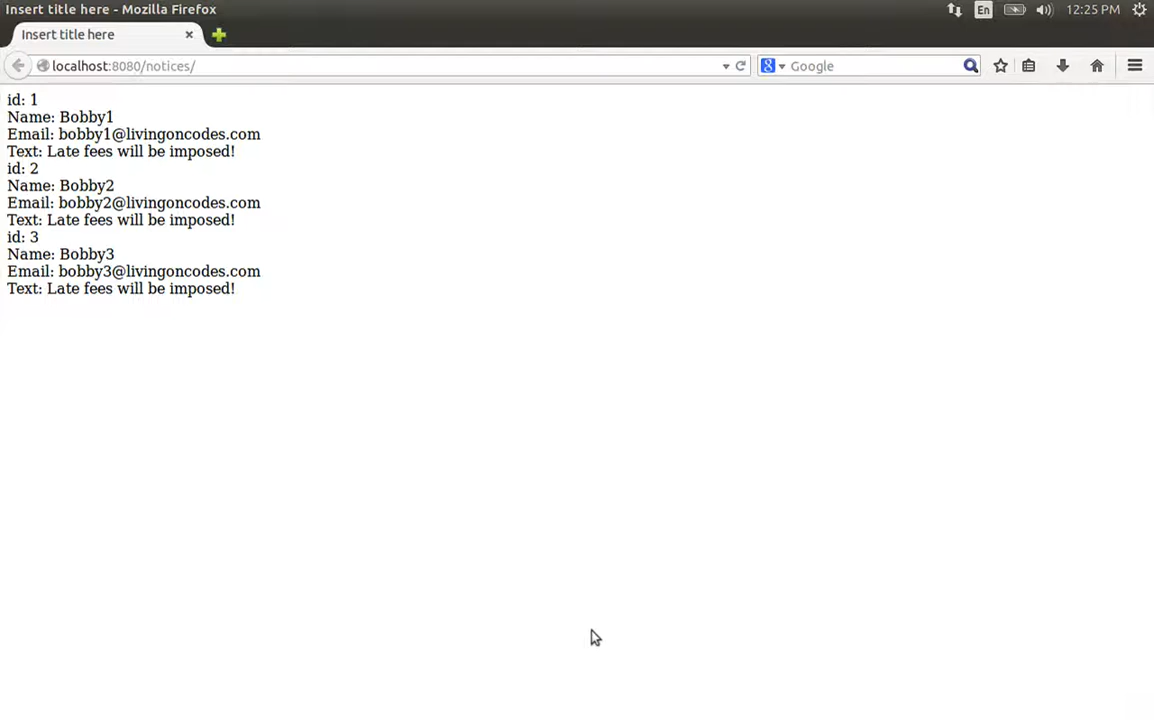 Insert title here - Mozilla Firefox
En
12:25 PM
Insert title here
localhost:8080/notices/
8
Google
id: 1
Name: Bobby1
Email: bobby1@livingoncodes.com
Text: Late fees will be imposed!
id: 2
Name: Bobby2
Email: bobby2@livingoncodes.com
Text: Late fees will be imposed!
id: 3
Name: Bobby3
Email: bobby3@livingoncodes.com
Text: Late fees will be imposed!